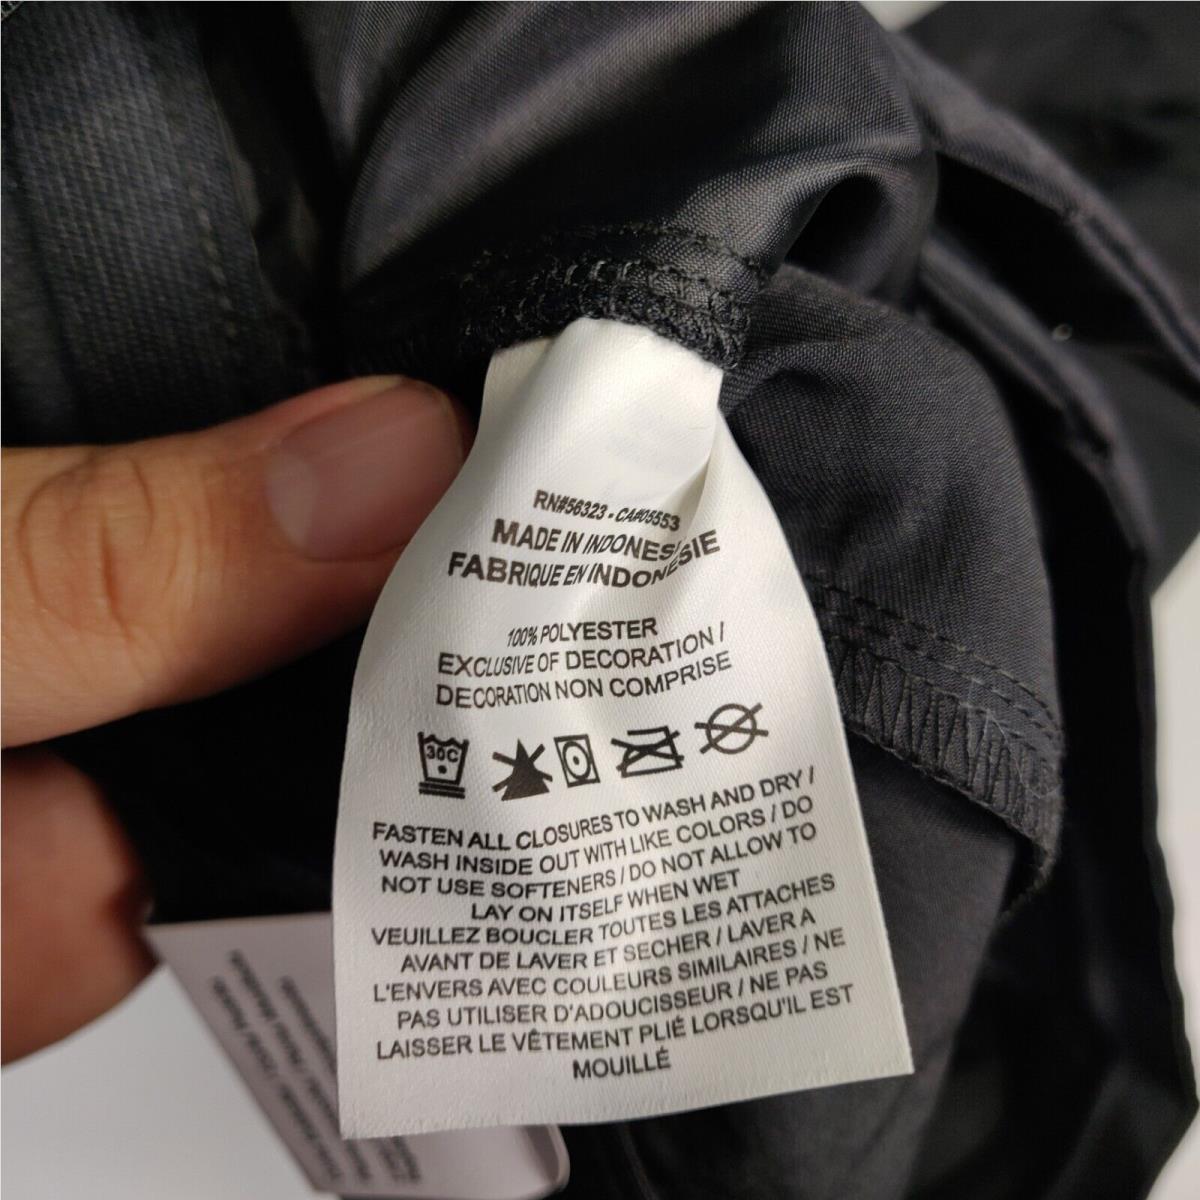 RN#56323 - CA#05553
MADE IN INDONES
FABRIQUE EN INDONESIE
100% POLYESTER
EXCLUSIVE OF DECORATION /
DECORATION NON COMPRISE
30C
FASTEN ALL CLOSURES TO WASH AND DRY /
WASH INSIDE OUT WITH LIKE COLORS / DO
NOT USE SOFTENERS / DO NOT ALLOW TO
LAY ON ITSELF WHEN WET
VEUILLEZ BOUCLER TOUTES LES ATTACHES
AVANT DE LAVER ET SECHER / LAVER A
L'ENVERS AVEC COULEURS SIMILAIRES / NE
PAS UTILISER D'ADOUCISSEUR / NE PAS
LAISSER LE VÊTEMENT PLIÉ LORSQU'IL EST
MOUILLÉ